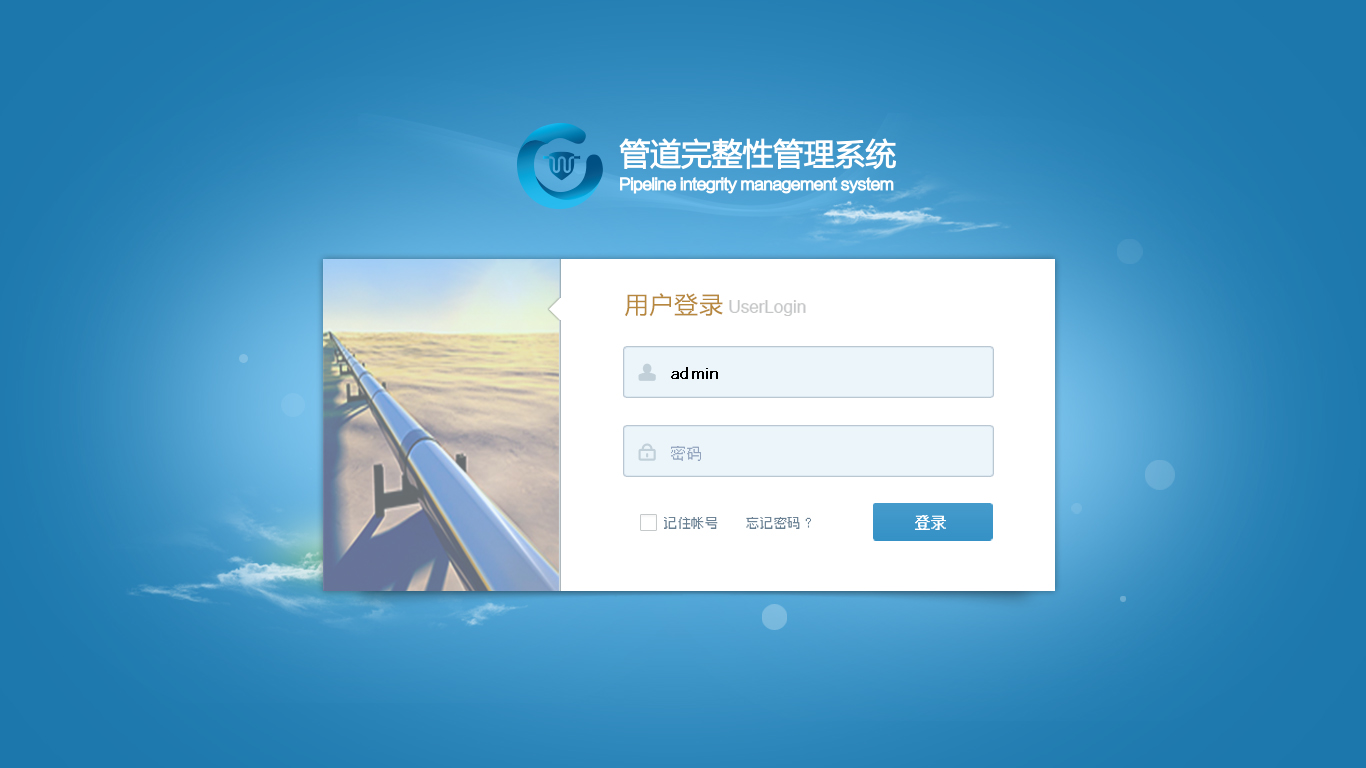 管道完整性管理系统
Pipeline integrity management system
用户登录 UserLogin
admin
密码
记住帐号 忘记密码？ 登录